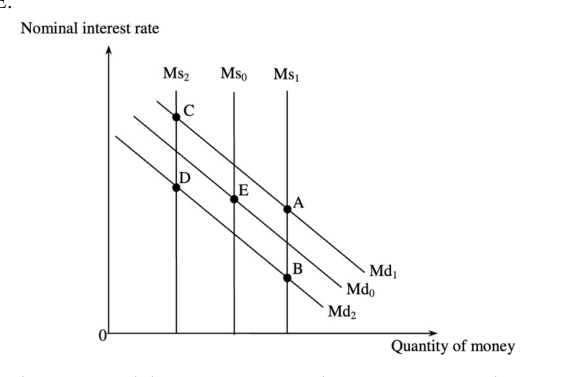 E.
Nominal interest rate
Ms₂ Ms₀ Ms₁
C
D
E
A
B
Md₁
Md₀
Md₂
0
Quantity of money